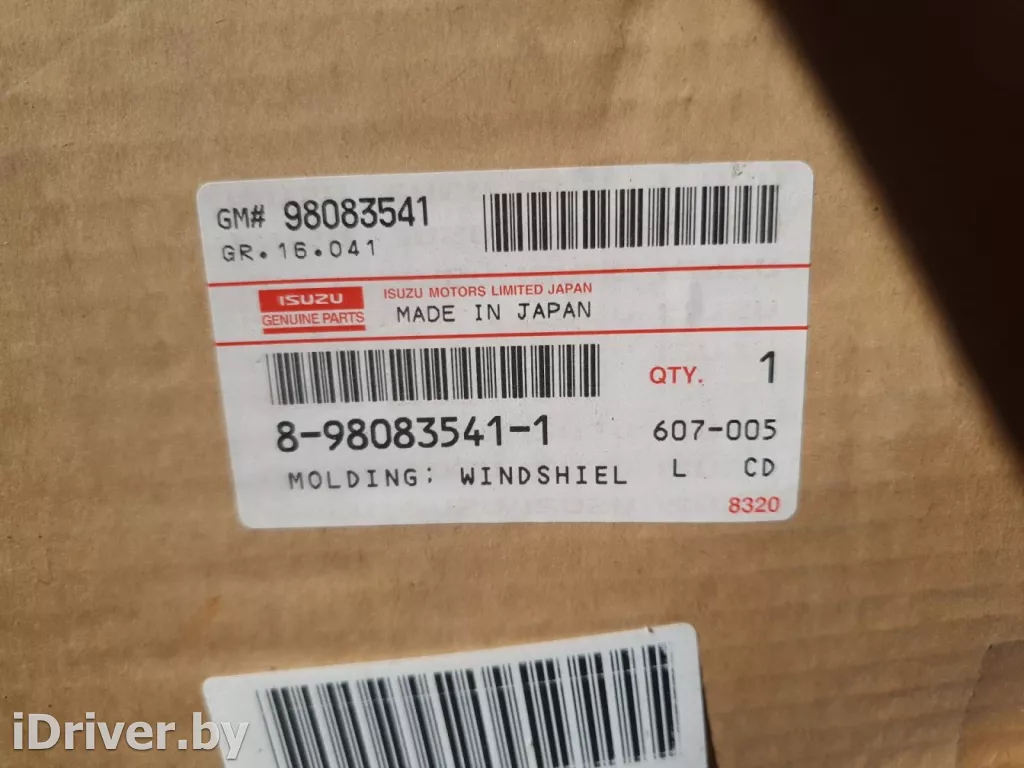 GM# 98083541
GR.16.041
ISUZU
GENUINE PARTS
ISUZU MOTORS LIMITED JAPAN
MADE IN JAPAN
QTY. 1
8-98083541-1
607-005
MOLDING; WINDSHIEL
L CD
8320
iDriver.by